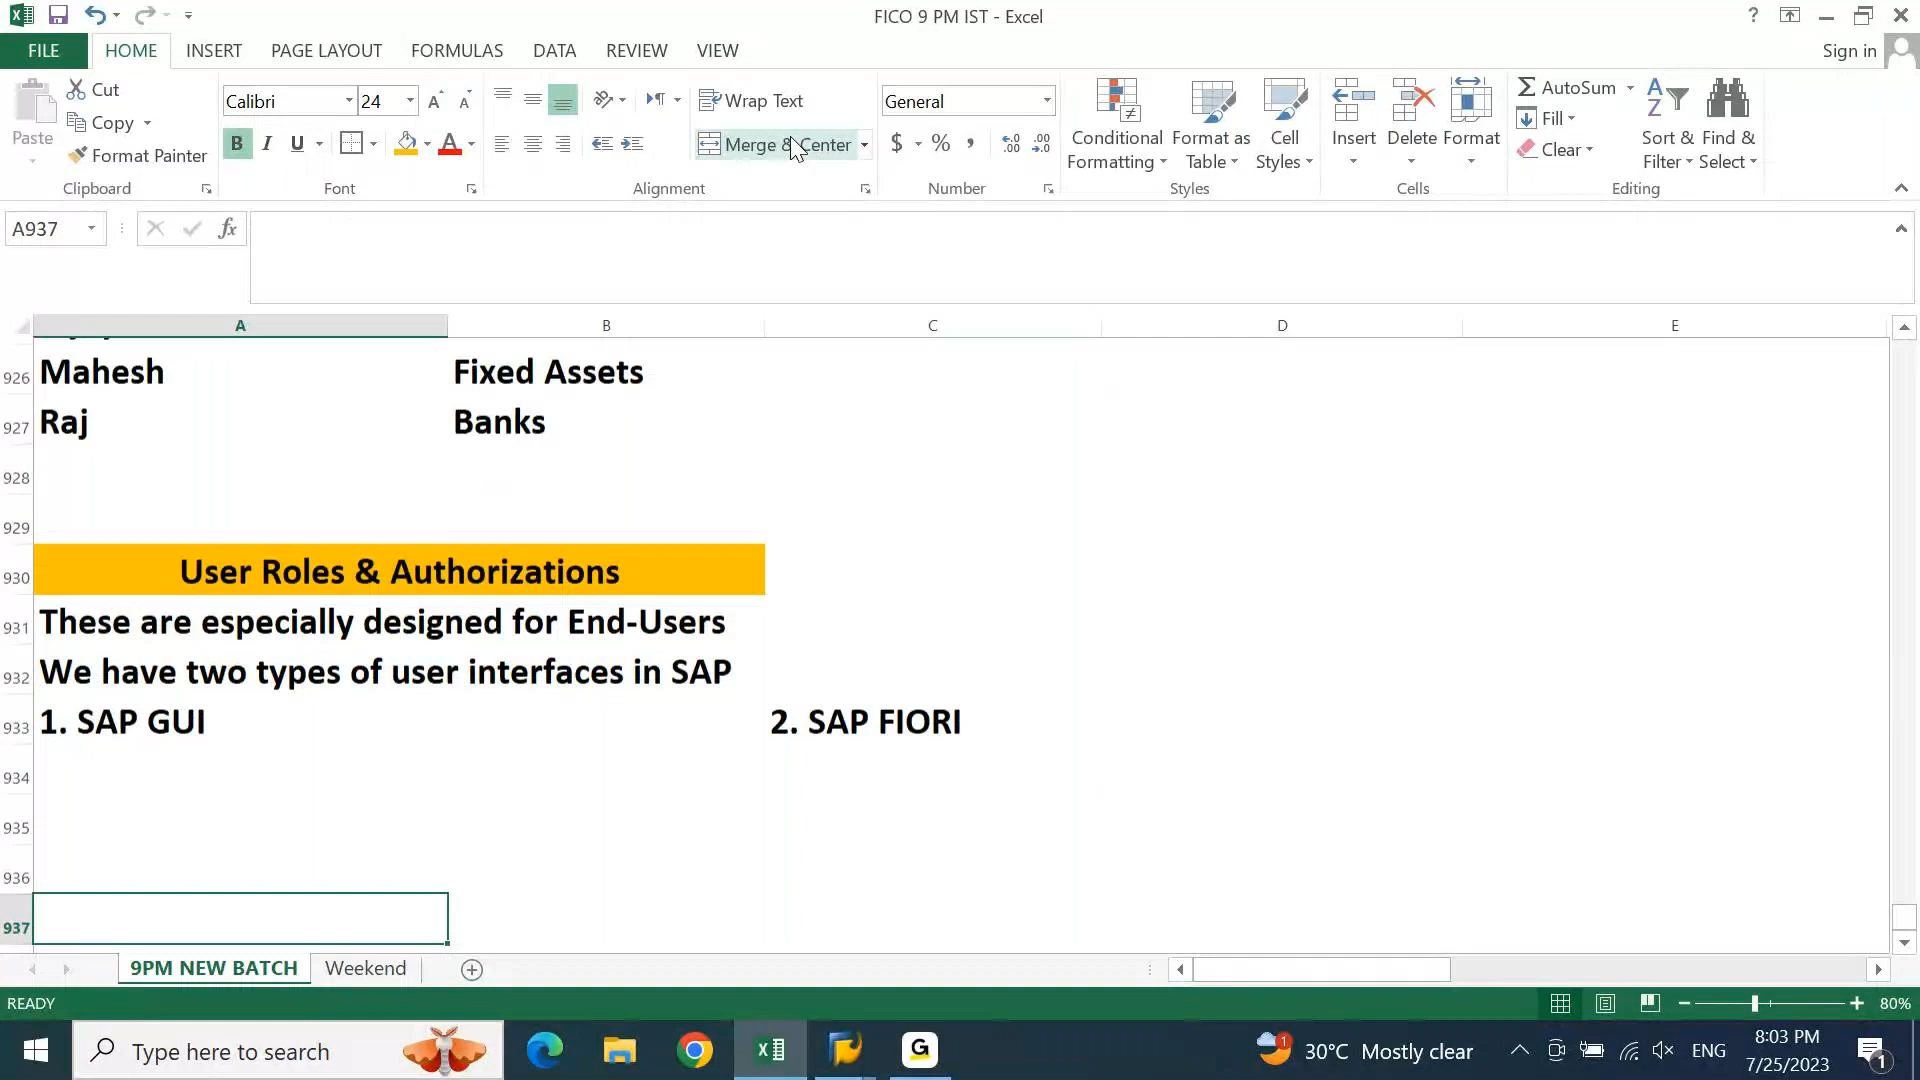 FICO 9 PM IST - Excel
?
FILE HOME INSERT PAGE LAYOUT FORMULAS DATA REVIEW VIEW Sign in
Paste
Cut
Copy
Format Painter
Clipboard
Calibri 24
B I U
Font
Wrap Text
Merge & Center
Alignment
General
$ % ,
Number
Conditional Formatting
Format as Table
Cell Styles
Styles
Insert Delete Format
Cells
AutoSum
Fill
Clear
Sort & Filter
Find & Select
Editing
A937
fx
A B C D E
926 Mahesh Fixed Assets
927 Raj Banks
928
929
930 User Roles & Authorizations
931 These are especially designed for End-Users
932 We have two types of user interfaces in SAP
933 1. SAP GUI 2. SAP FIORI
934
935
936
937
9PM NEW BATCH Weekend
READY 80%
Type here to search
30°C Mostly clear
ENG
8:03 PM
7/25/2023
1